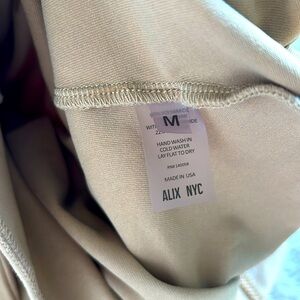 M
HAND WASH IN
COLD WATER
LAY FLAT TO DRY
MADE IN USA
ALIX NYC